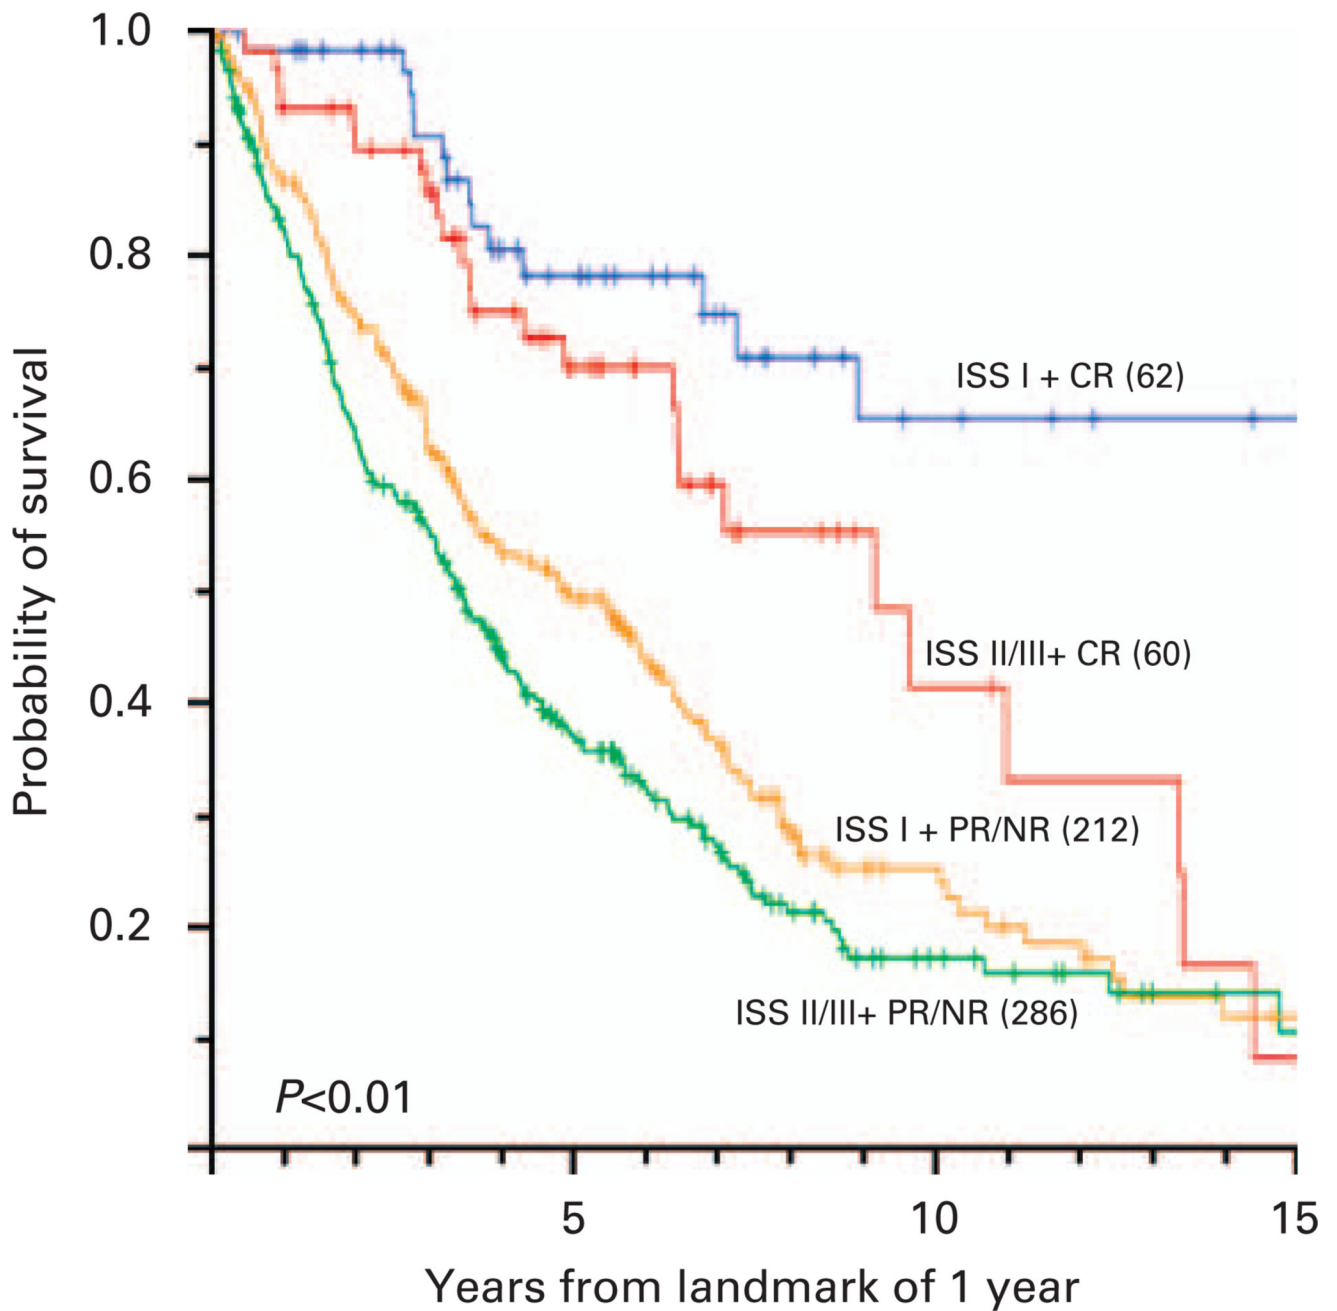 1.0
0.8
0.6
0.4
0.2
Probability of survival
ISS I + CR (62)
ISS II/III+ CR (60)
ISS I + PR/NR (212)
ISS II/III+ PR/NR (286)
P<0.01
5 10 15
Years from landmark of 1 year